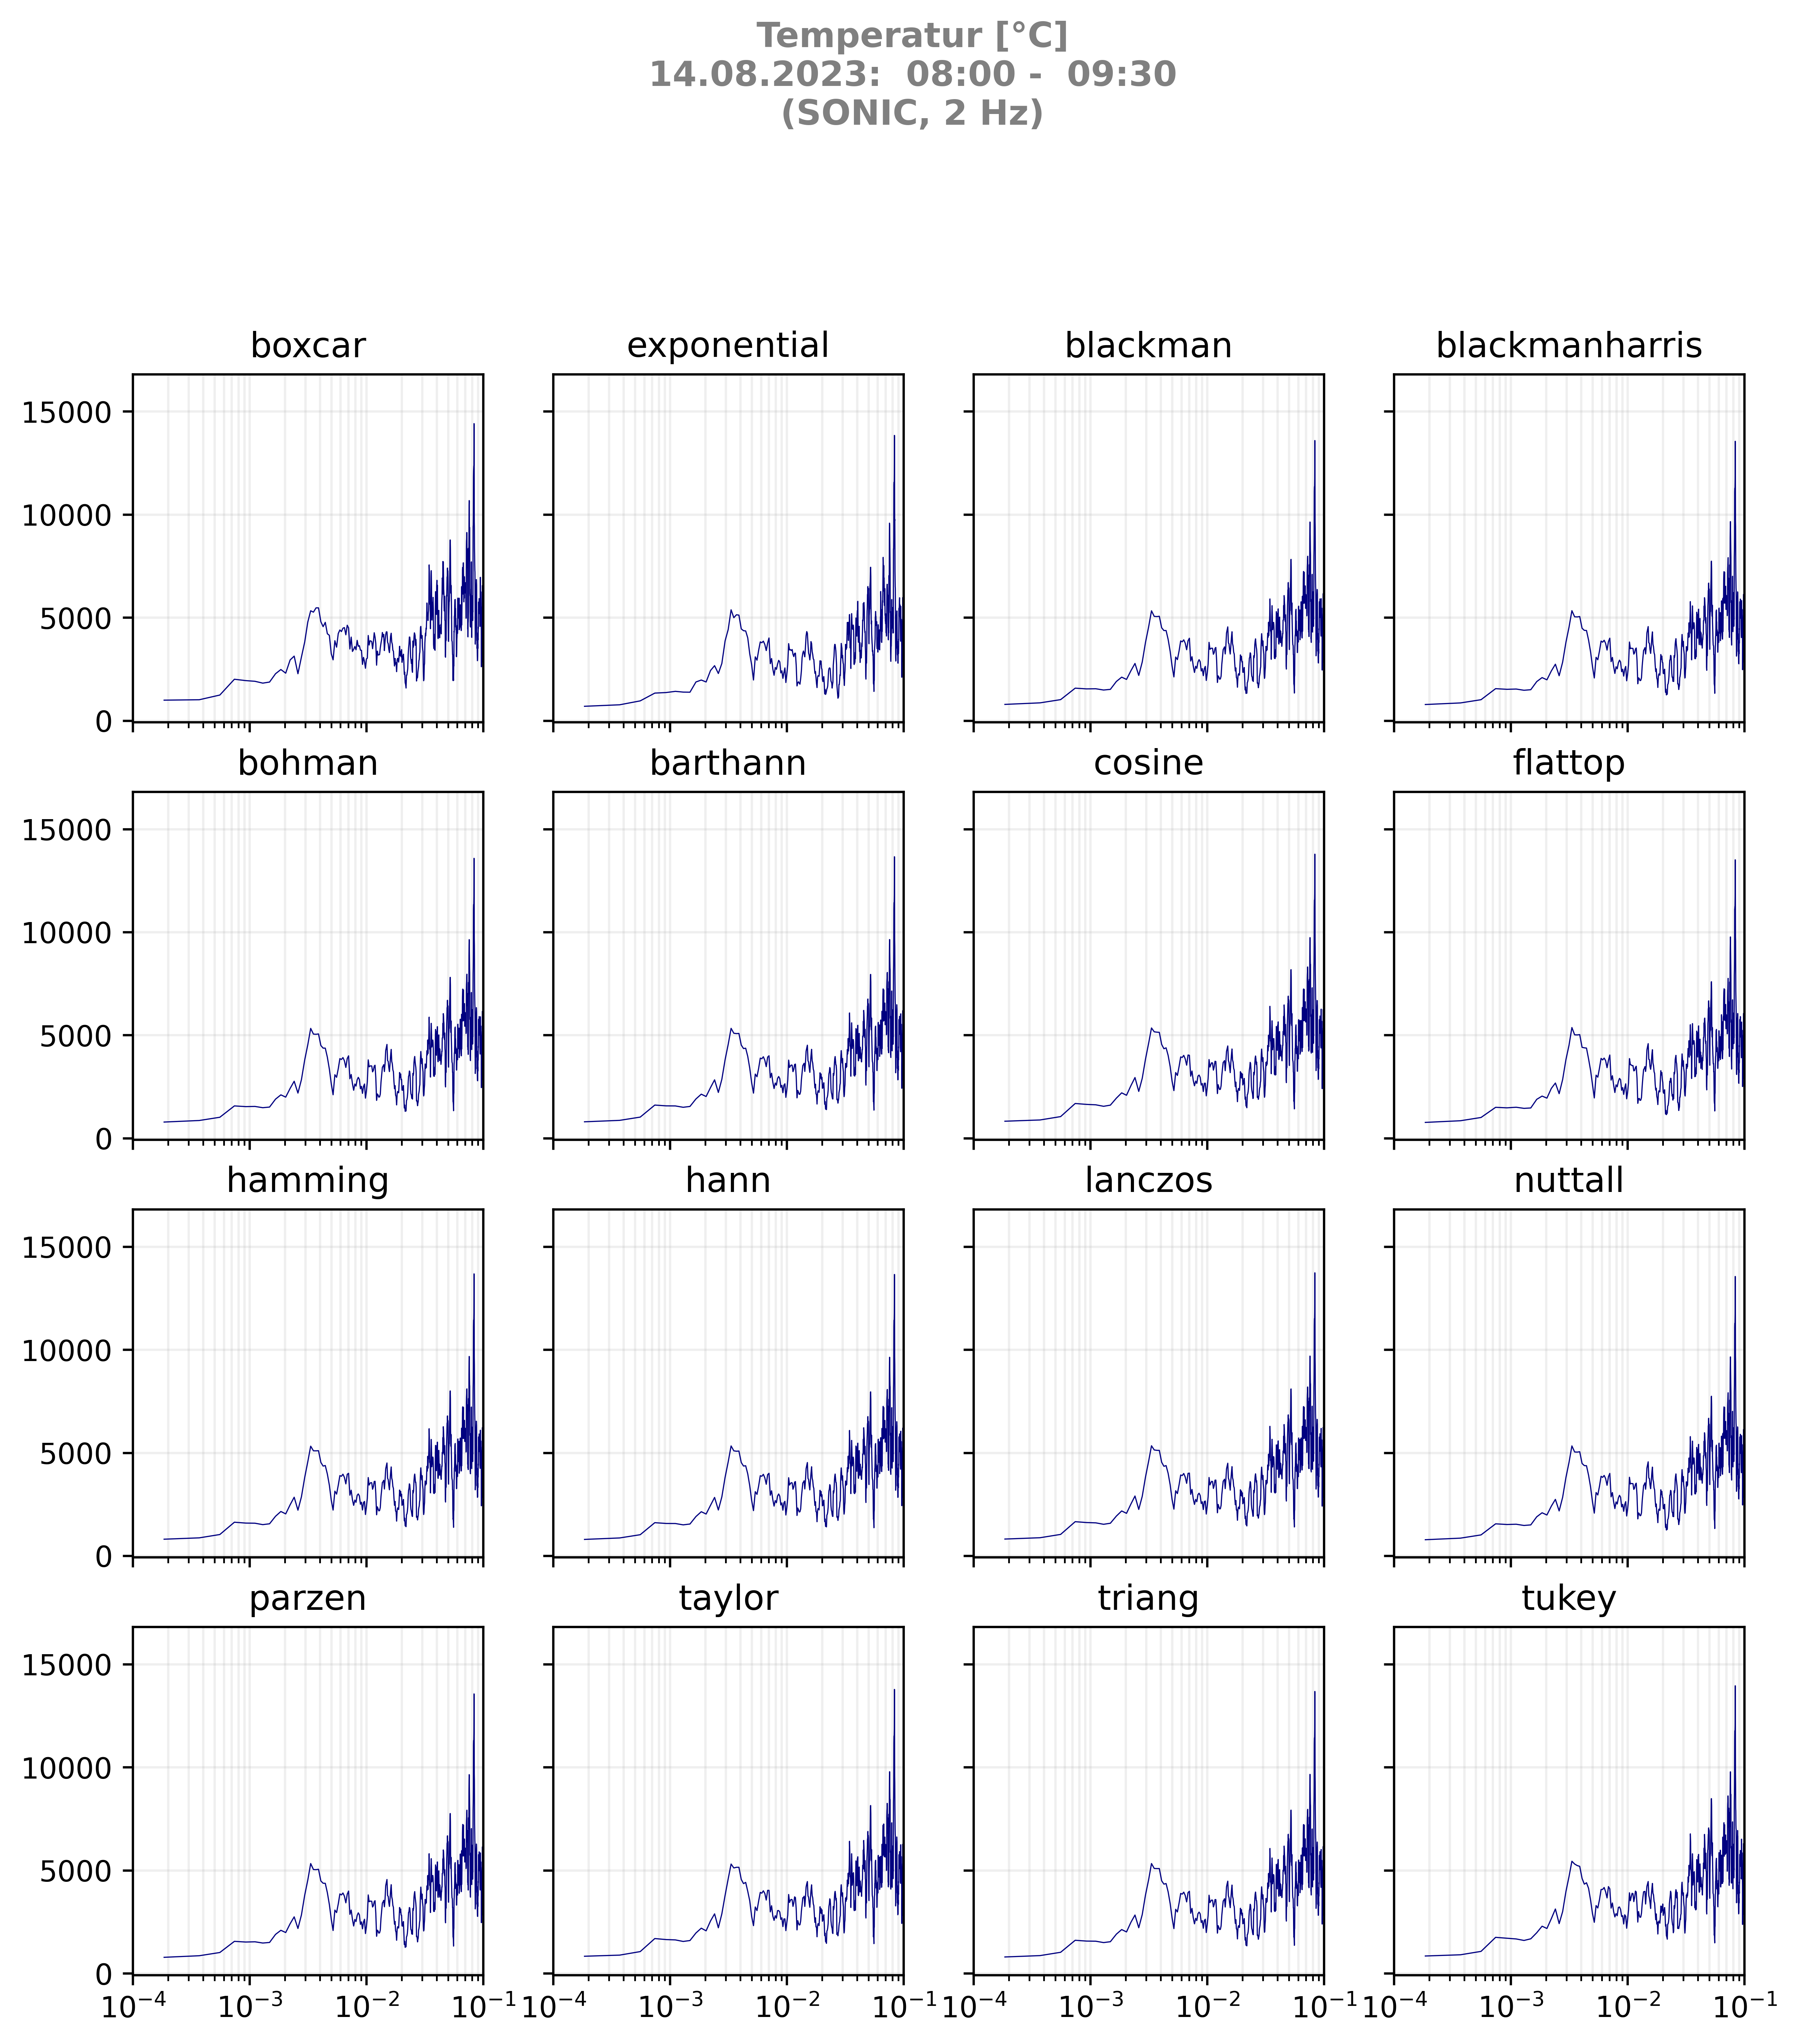 Temperatur [°C]
14.08.2023:  08:00 -  09:30
(SONIC, 2 Hz)
boxcar exponential blackman blackmanharris
15000
10000
5000
0
bohman barthann cosine flattop
15000
10000
5000
0
hamming hann lanczos nuttall
15000
10000
5000
0
parzen taylor triang tukey
15000
10000
5000
0
10⁻⁴ 10⁻³ 10⁻² 10⁻¹ 10⁻⁴ 10⁻³ 10⁻² 10⁻¹ 10⁻⁴ 10⁻³ 10⁻² 10⁻¹ 10⁻⁴ 10⁻³ 10⁻² 10⁻¹